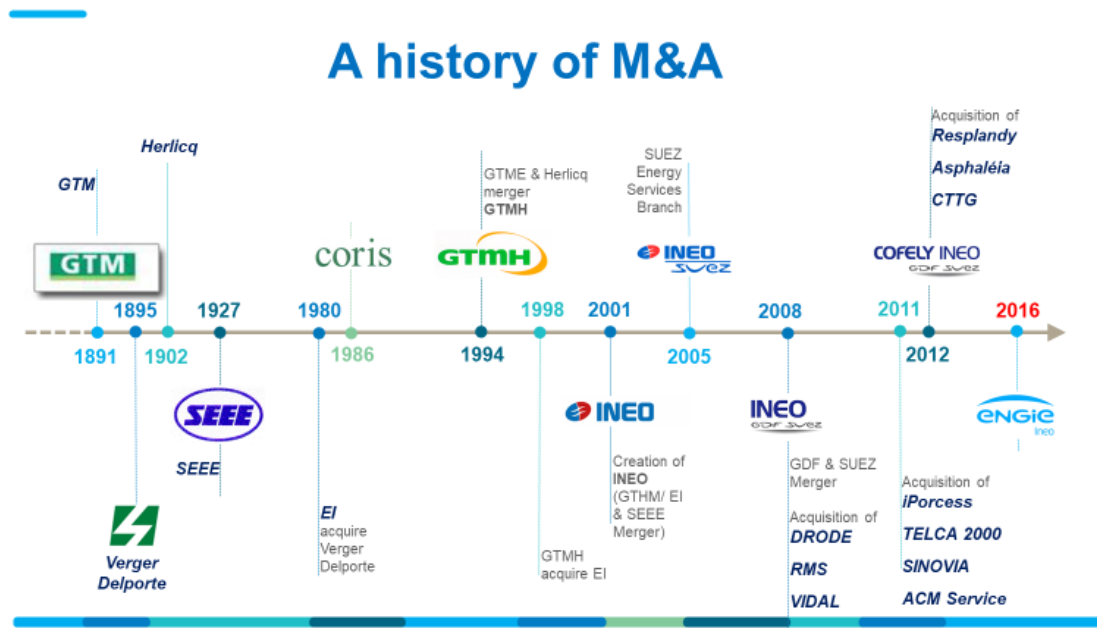 A history of M&A
GTM
GTM
1891
1895
Verger
Delporte
Herlicq
1902
1927
SEEE
SEEE
1980
EI
acquire
Verger
Delporte
coris
1986
GTME & Herlicq
merger
GTMH
GTMH
1994
1998
GTMH
acquire EI
2001
INEO
Creation of
INEO
(GTHM/ EI
& SEEE
Merger)
SUEZ
Energy
Services
Branch
INEO
SUEZ
2005
2008
INEO
GDF SUEZ
GDF & SUEZ
Merger
Acquisition of
DRODE
RMS
VIDAL
2011
Acquisition of
iPorcess
TELCA 2000
SINOVIA
ACM Service
Acquisition of
Resplandy
Asphaléia
CTTG
COFELY INEO
GDF SUEZ
2012
2016
ENGIE
Ineo